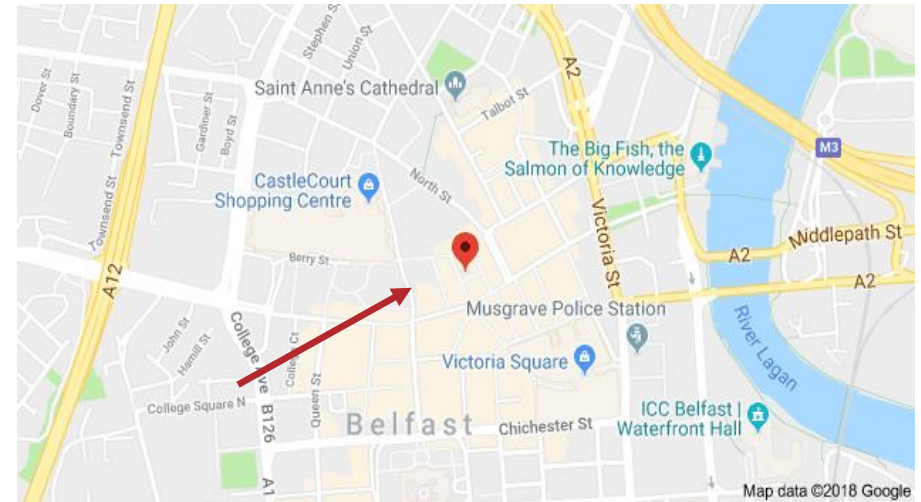 Stephen St
Union St
A2
Saint Anne's Cathedral
Talbot St
Dover St
Boundary St
Townsend St
Townsend St
Gardiner St
Boyd St
The Big Fish, the
Salmon of Knowledge
M3
CastleCourt
Shopping Centre
North St
Victoria St
Middlepath St
A2
A2
Berry St
A12
Musgrave Police Station
John St
Hamill St
College Ave
College Ct
Queen St
Victoria Square
River Lagan
College Square N
B126
Belfast
Chichester St
ICC Belfast |
Waterfront Hall
A1
Map data ©2018 Google